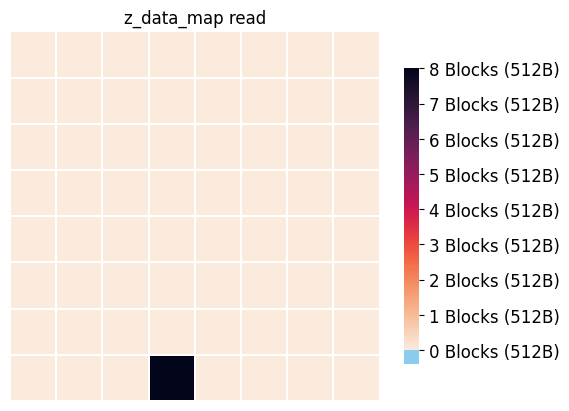 z_data_map read
8 Blocks (512B)
7 Blocks (512B)
6 Blocks (512B)
5 Blocks (512B)
4 Blocks (512B)
3 Blocks (512B)
2 Blocks (512B)
1 Blocks (512B)
0 Blocks (512B)